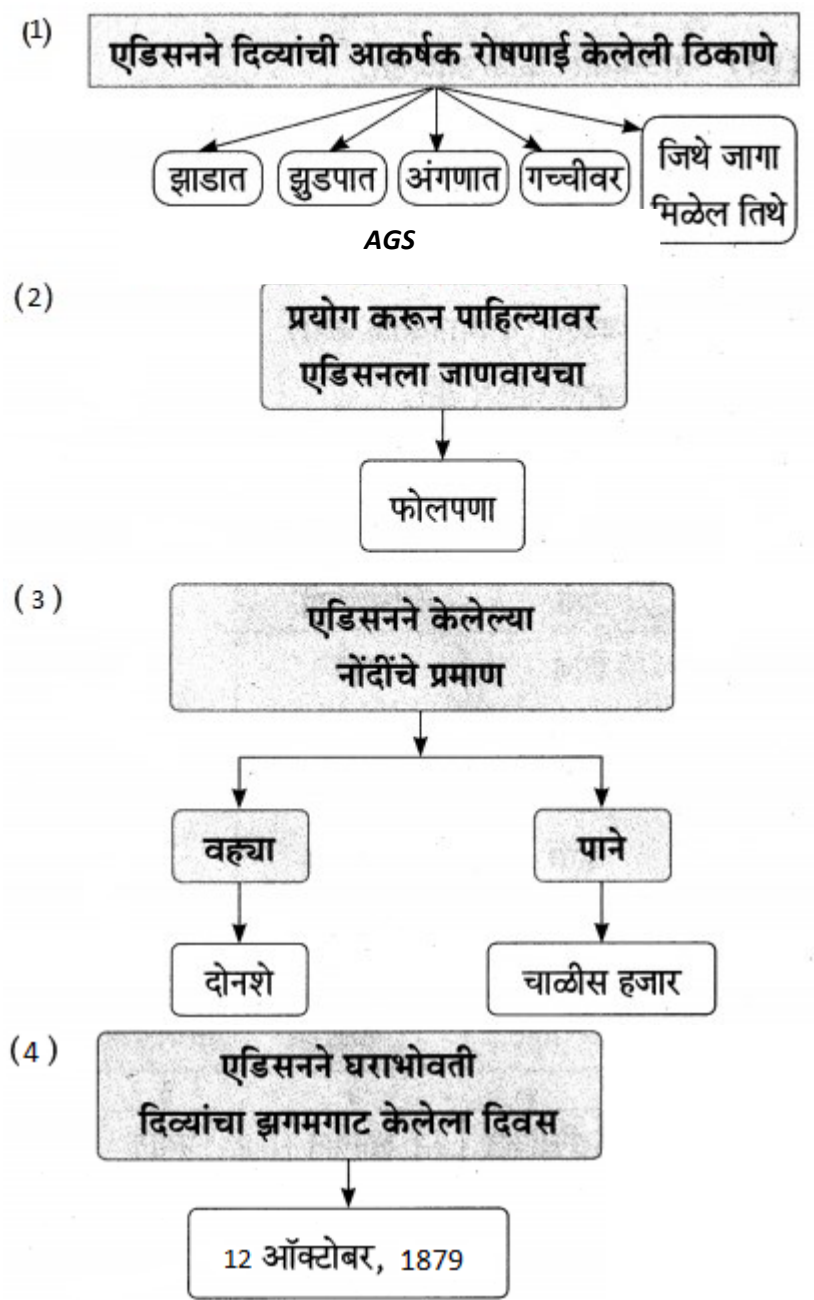 (1)
एडिसनने दिव्यांची आकर्षक रोषणाई केलेली ठिकाणे
झाडात झुडपात अंगणात गच्चीवर जिथे जागा
मिळेल तिथे
AGS
(2)
प्रयोग करून पाहिल्यावर
एडिसनला जाणवायचा
फोलपणा
(3)
एडिसनने केलेल्या
नोंदींचे प्रमाण
वह्या पाने
दोनशे चाळीस हजार
(4)
एडिसनने घराभोवती
दिव्यांचा झगमगाट केलेला दिवस
12 ऑक्टोबर, 1879